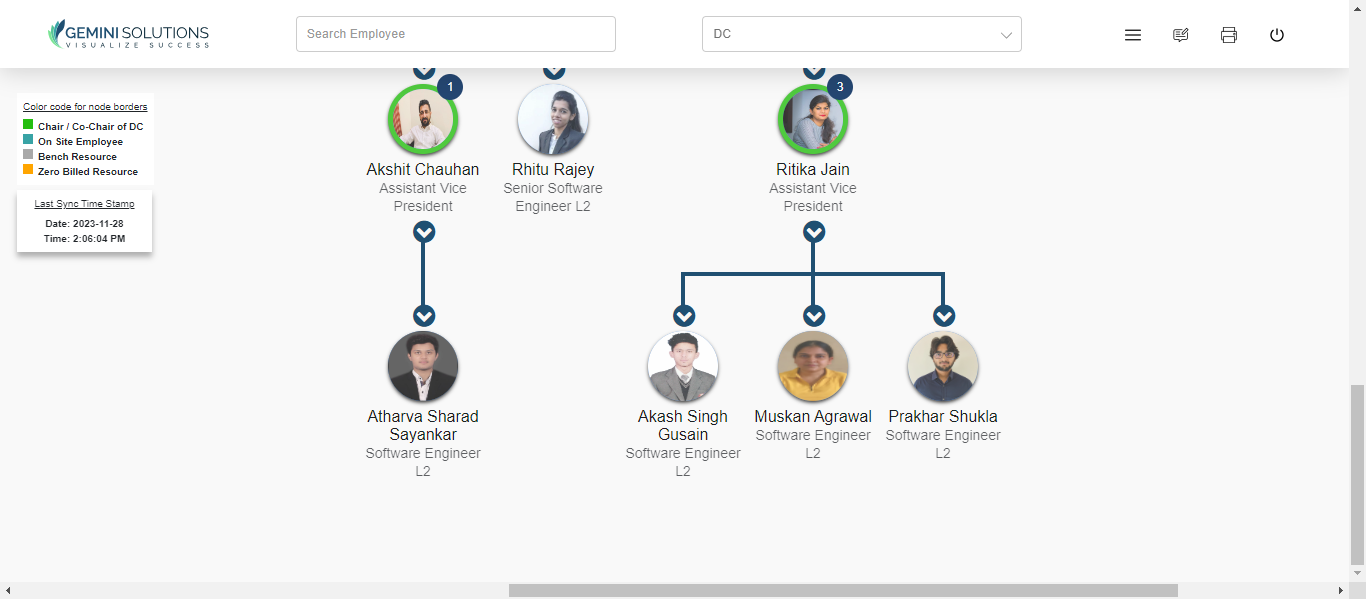 GEMINI SOLUTIONS
VISUALIZE SUCCESS
Search Employee
DC
Color code for node borders
Chair / Co-Chair of DC
On Site Employee
Bench Resource
Zero Billed Resource
Last Sync Time Stamp
Date: 2023-11-28
Time: 2:06:04 PM
1
Akshit Chauhan
Assistant Vice
President
Rhitu Rajey
Senior Software
Engineer L2
3
Ritika Jain
Assistant Vice
President
Atharva Sharad
Sayankar
Software Engineer
L2
Akash Singh
Gusain
Software Engineer
L2
Muskan Agrawal
Software Engineer
L2
Prakhar Shukla
Software Engineer
L2